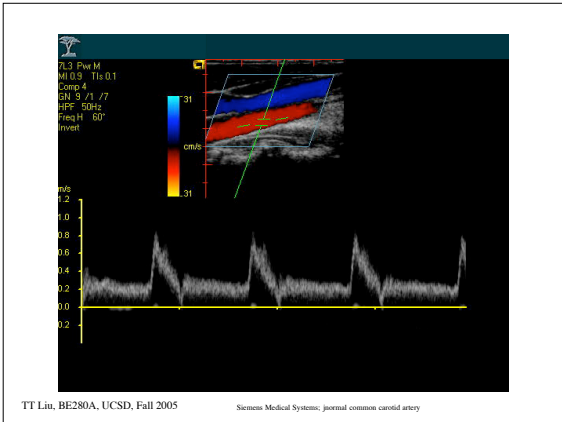 7L3 Pwr M
MI 0.9 TIs 0.1
Comp 4
GN 9 /1 /7
HPF 50Hz
Freq H 60°
Invert
31
cm/s
.31
m/s
1.2
1.0
0.8
0.6
0.4
0.2
0.0
0.2
TT Liu, BE280A, UCSD, Fall 2005
Siemens Medical Systems; jnormal common carotid artery